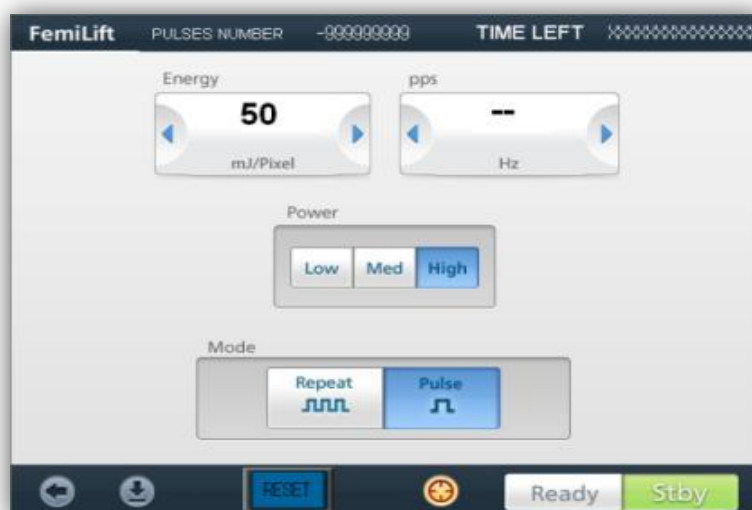 FemiLift PULSES NUMBER -999999999 TIME LEFT XXXXXXXXXXXXXX
Energy pps
50 --
mJ/Pixel Hz
Power
Low Med High
Mode
Repeat Pulse
RESET Ready Stby